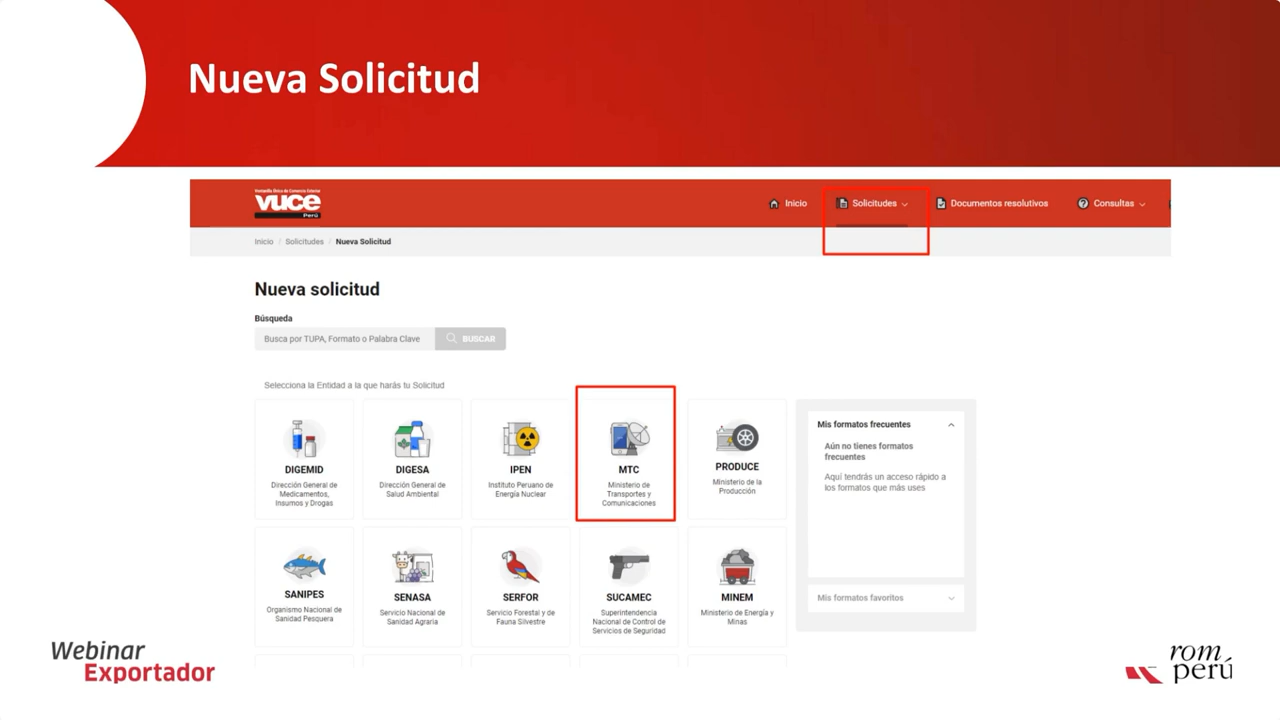 Nueva Solicitud
Ventanilla Única de Comercio Exterior
vuce
Perú
Inicio
Solicitudes
Documentos resolutivos
Consultas
Inicio / Solicitudes / Nueva Solicitud
Nueva solicitud
Búsqueda
Busca por TUPA, Formato o Palabra Clave
BUSCAR
Selecciona la Entidad a la que harás tu Solicitud
DIGEMID
Dirección General de
Medicamentos,
Insumos y Drogas
DIGESA
Dirección General de
Salud Ambiental
IPEN
Instituto Peruano de
Energía Nuclear
MTC
Ministerio de
Transportes y
Comunicaciones
PRODUCE
Ministerio de la
Producción
Mis formatos frecuentes
Aún no tienes formatos
frecuentes
Aquí tendrás un acceso rápido a
los formatos que más uses
SANIPES
Organismo Nacional de
Sanidad Pesquera
SENASA
Servicio Nacional de
Sanidad Agraria
SERFOR
Servicio Forestal y de
Fauna Silvestre
SUCAMEC
Superintendencia
Nacional de Control de
Servicios de Seguridad
MINEM
Ministerio de Energía y
Minas
Mis formatos favoritos
Webinar
Exportador
rom
perú